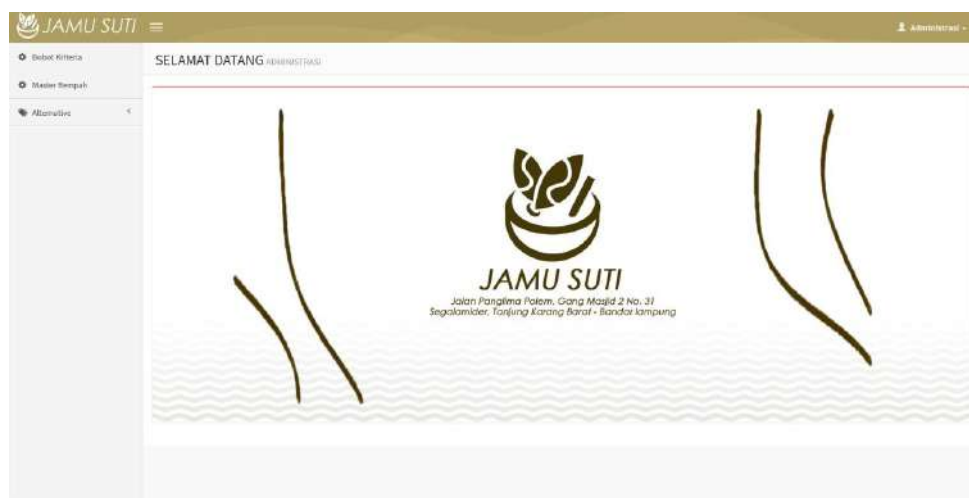 JAMU SUTI
Administrasi
Bobot Kriteria
SELAMAT DATANG ADMINISTRASI
Master Rempah
Alternative
JAMU SUTI
Jalan Panglima Polem, Gang Masjid 2 No. 31
Segalamider, Tanjung Karang Barat - Bandar lampung